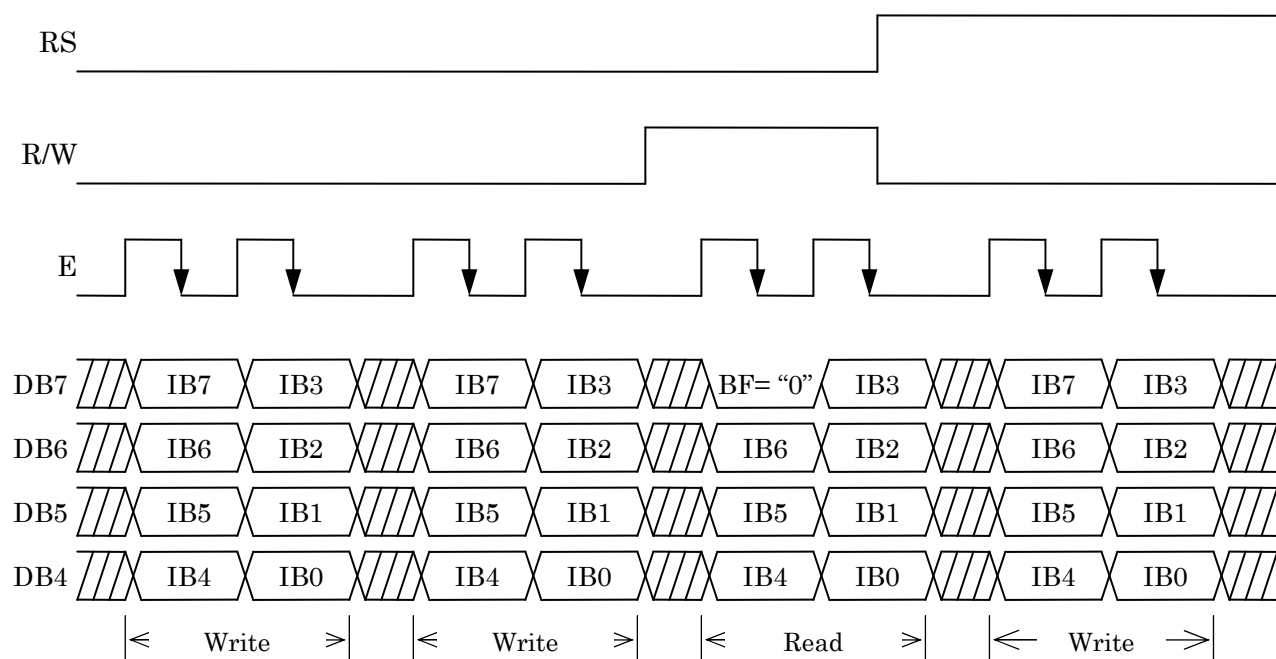 RS
R/W
E
DB7 IB7 IB3 IB7 IB3 BF= “0” IB3 IB7 IB3
DB6 IB6 IB2 IB6 IB2 IB6 IB2 IB6 IB2
DB5 IB5 IB1 IB5 IB1 IB5 IB1 IB5 IB1
DB4 IB4 IB0 IB4 IB0 IB4 IB0 IB4 IB0
Write Write Read Write